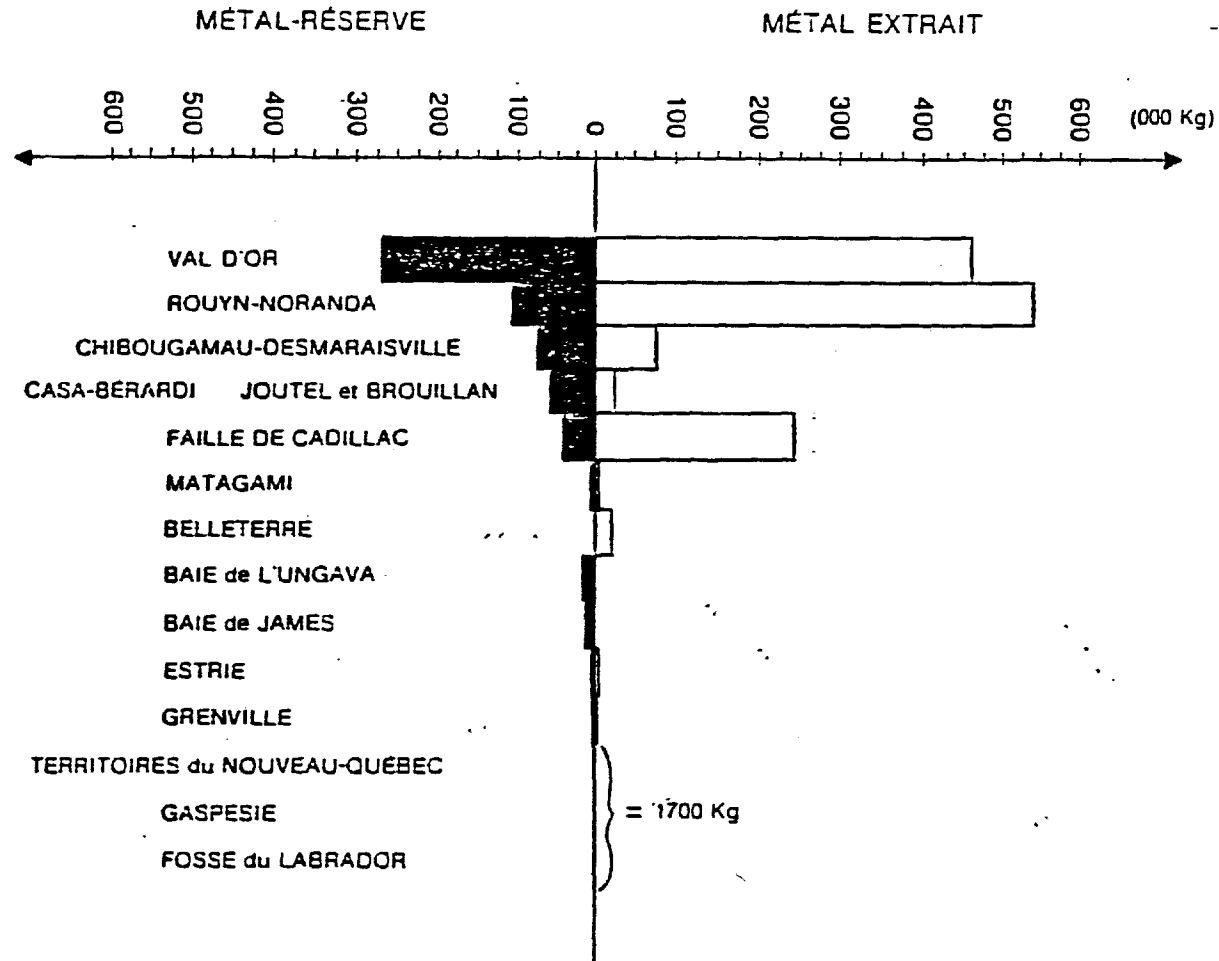 MÉTAL-RÉSERVE MÉTAL EXTRAIT
600 500 400 300 200 100 0 100 200 300 400 500 600 (000 Kg)
VAL D'OR
ROUYN-NORANDA
CHIBOUGAMAU-DESMARAISVILLE
CASA-BÉRARDI JOUTEL et BROUILLAN
FAILLE DE CADILLAC
MATAGAMI
BELLETERRE
BAIE de L'UNGAVA
BAIE de JAMES
ESTRIE
GRENVILLE
TERRITOIRES du NOUVEAU-QUÉBEC
GASPESIE = 1700 Kg
FOSSE du LABRADOR